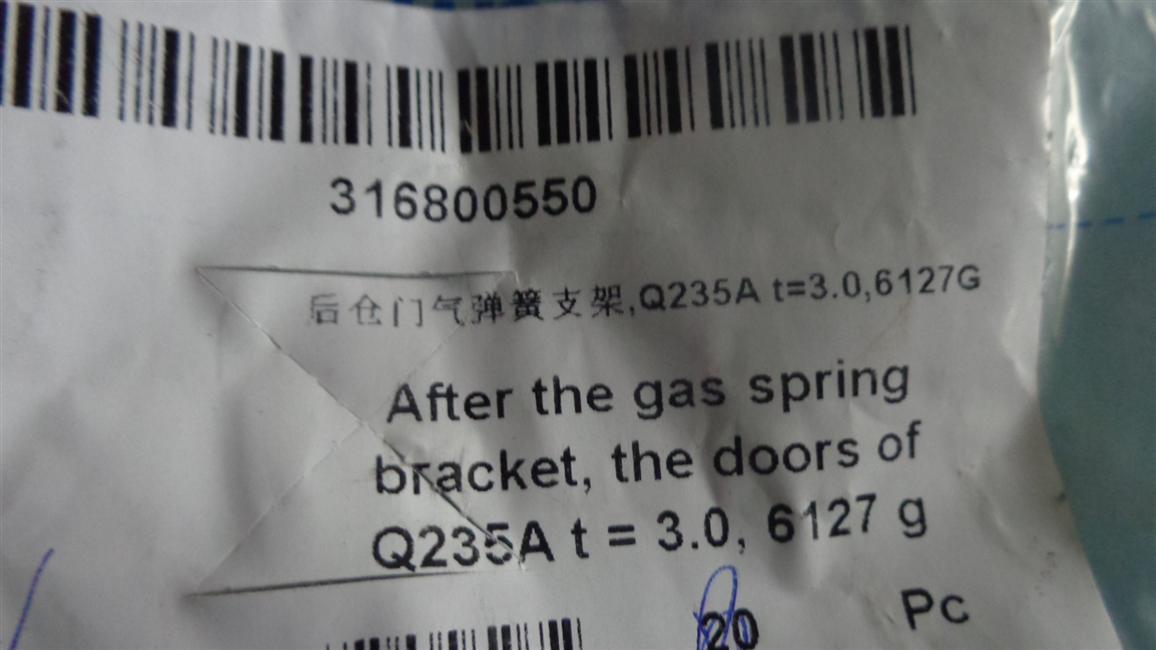 316800550
后仓门气弹簧支架,Q235A t=3.0,6127G
After the gas spring
bracket, the doors of
Q235A t = 3.0, 6127 g
20 Pc